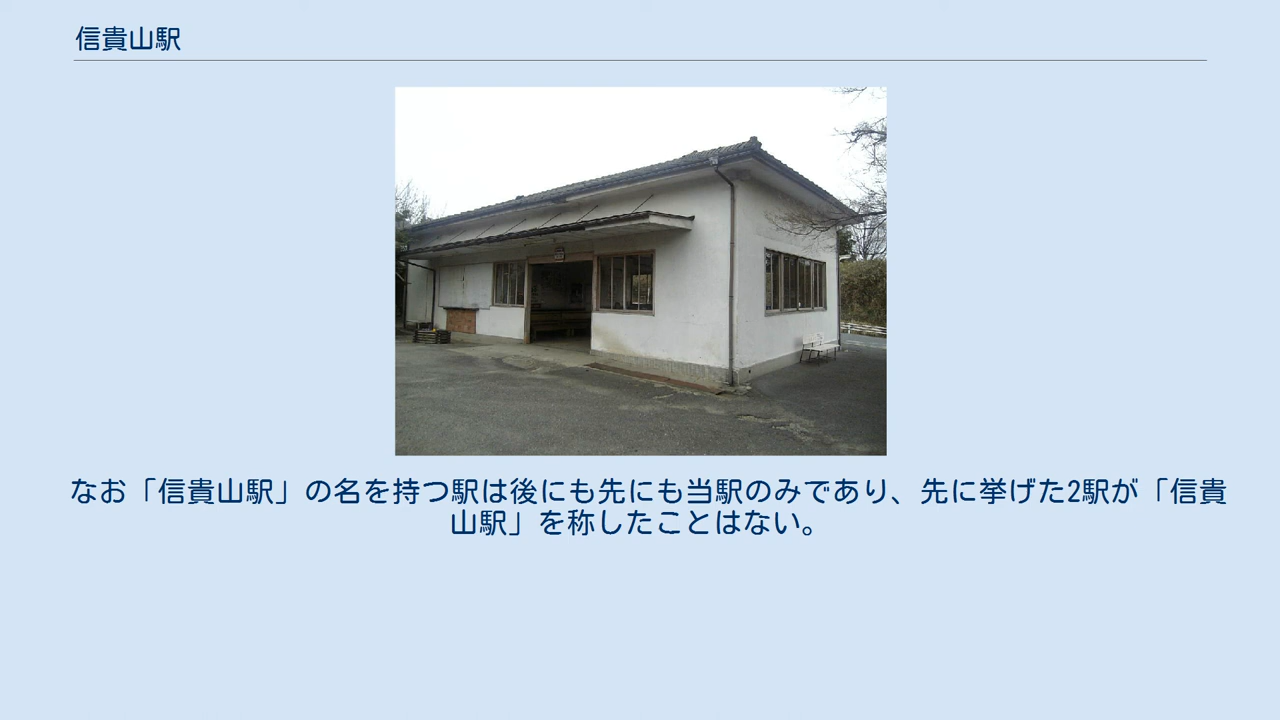 信貴山駅
なお「信貴山駅」の名を持つ駅は後にも先にも当駅のみであり、先に挙げた2駅が「信貴
山駅」を称したことはない。